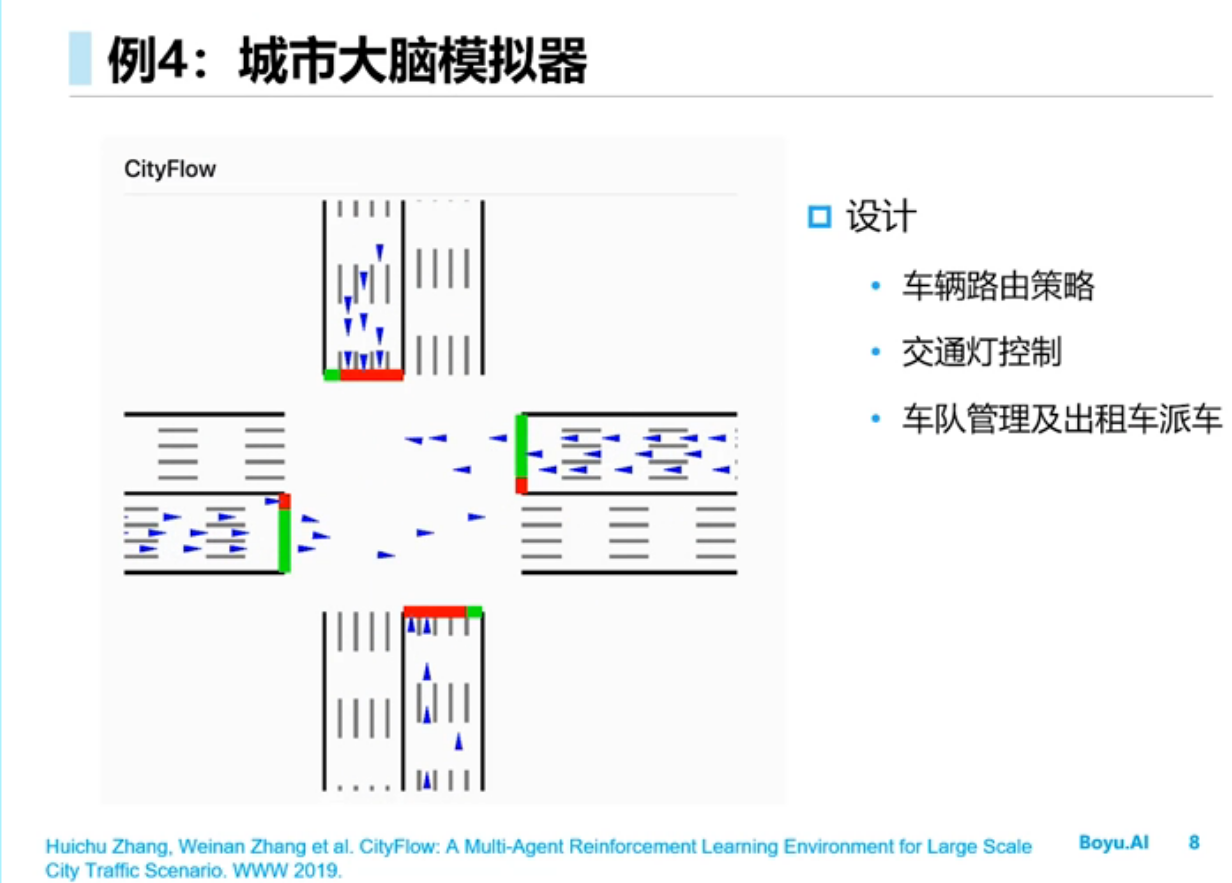 例4：城市大脑模拟器
CityFlow
设计
车辆路由策略
交通灯控制
车队管理及出租车派车
Huichu Zhang, Weinan Zhang et al. CityFlow: A Multi-Agent Reinforcement Learning Environment for Large Scale
City Traffic Scenario. WWW 2019.
Boyu.AI
8